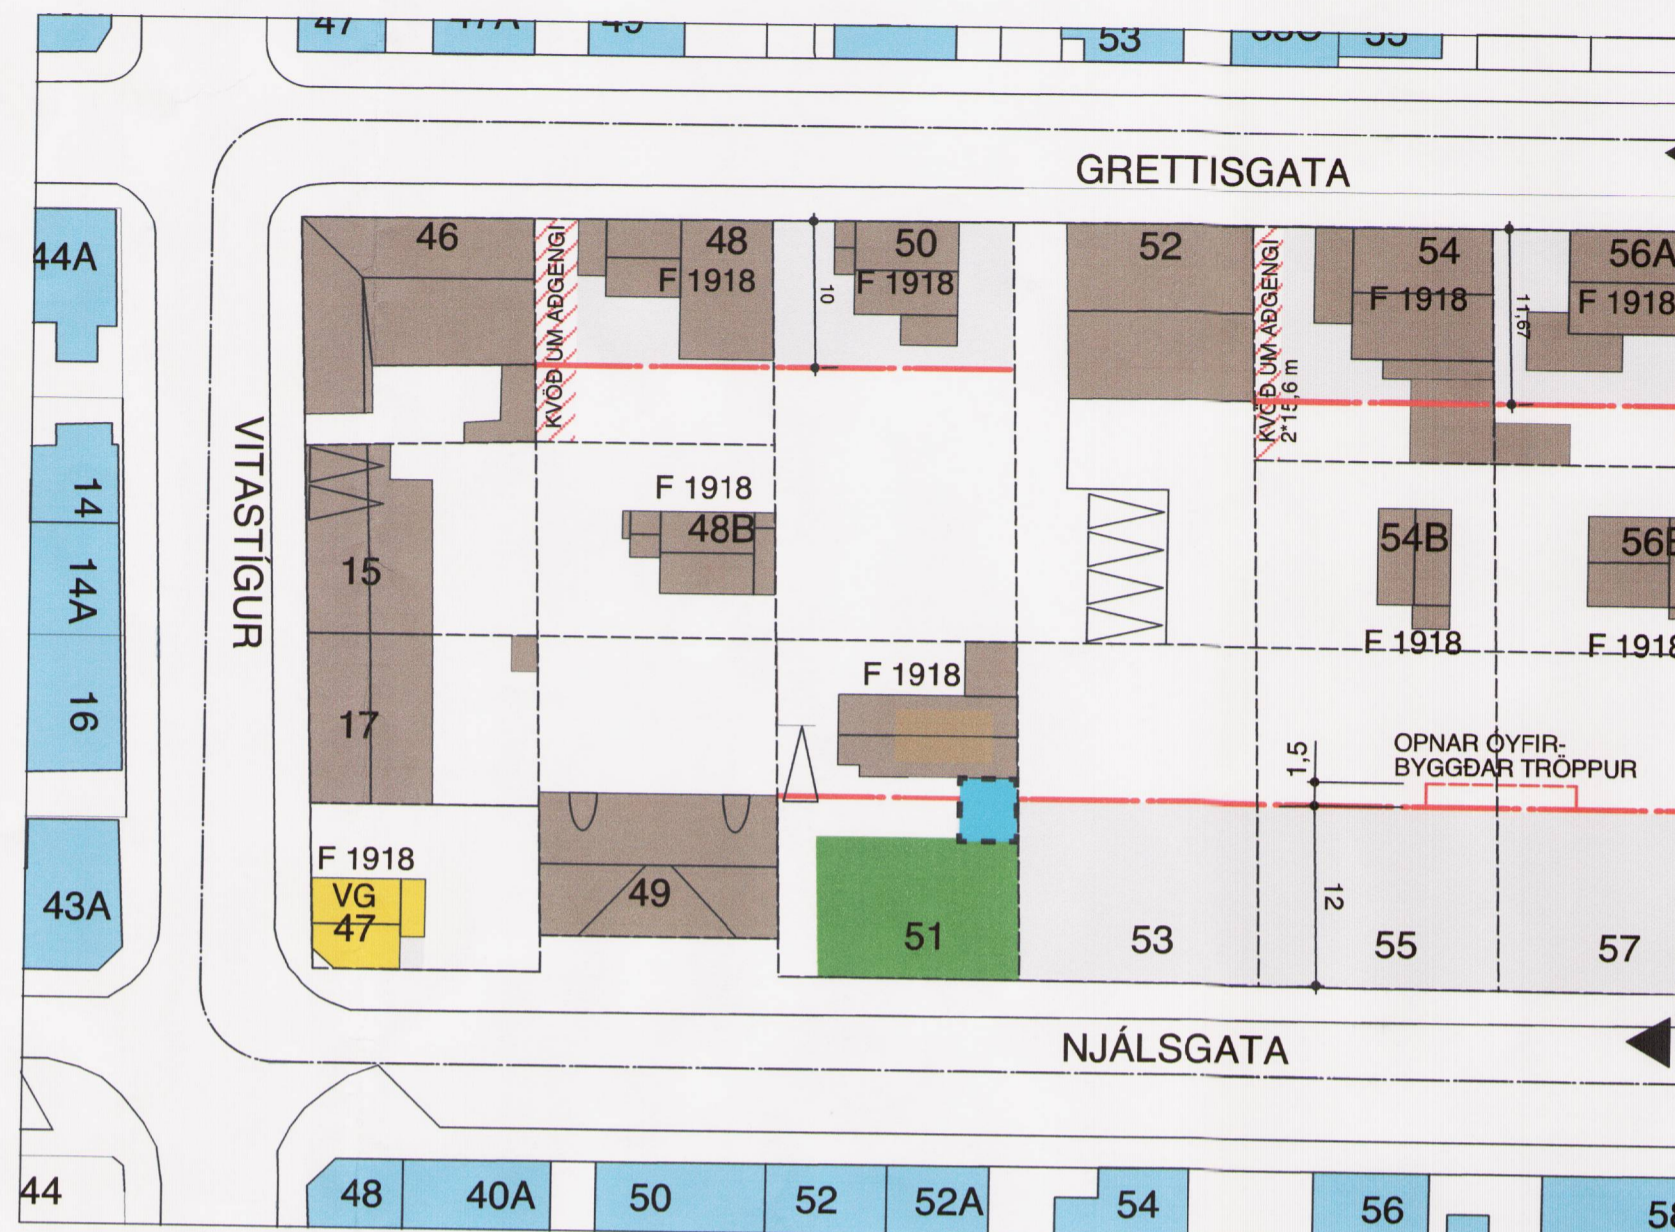 47
47A
49
53
55
GRETTISGATA
44A
46
KVÖÐ UM AÐGENGI
48
F 1918
10
50
F 1918
52
KVÖÐ UM AÐGENGI
2*15,6 m
54
F 1918
11,67
56A
F 1918
VITASTÍGUR
14
14A
16
15
17
F 1918
48B
54B
F 1918
F 1918
F 1918
1,5
OPNAR OYFIR-
BYGGÐAR TRÖPPUR
43A
F 1918
VG
47
49
51
53
12
55
57
NJÁLSGATA
44
48
40A
50
52
52A
54
56